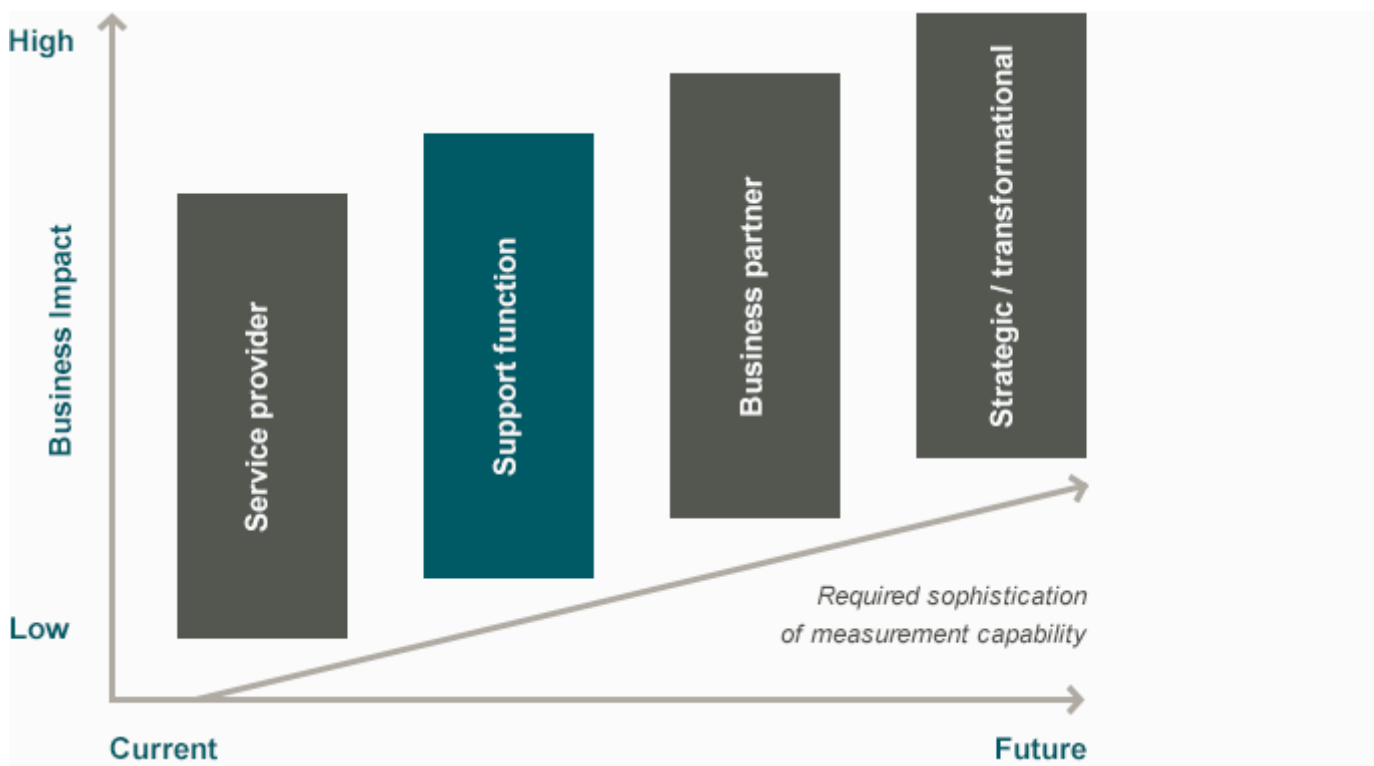 High
Business Impact
Low
Service provider
Support function
Business partner
Strategic / transformational
Required sophistication
of measurement capability
Current
Future